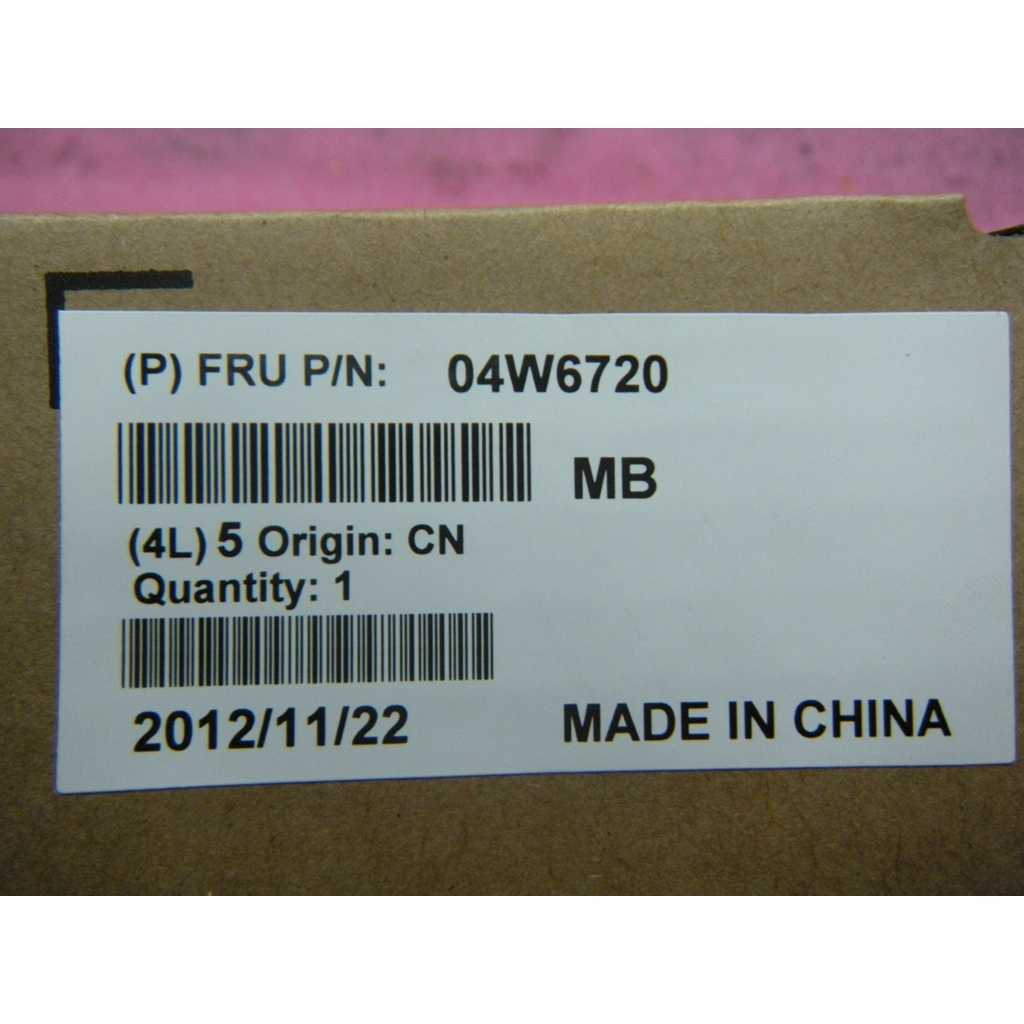 (P) FRU P/N: 04W6720
MB
(4L) 5 Origin: CN
Quantity: 1
2012/11/22 MADE IN CHINA